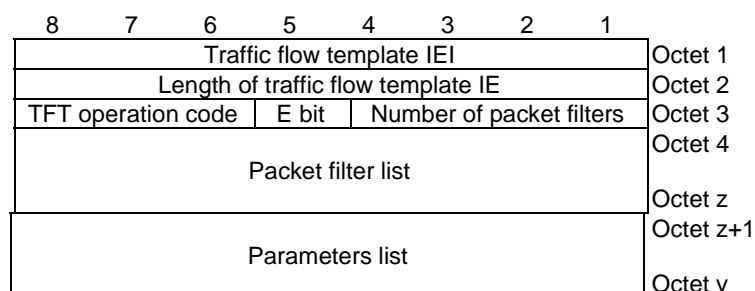 8 7 6 5 4 3 2 1
Traffic flow template IEI Octet 1
Length of traffic flow template IE Octet 2
TFT operation code E bit Number of packet filters Octet 3
Octet 4
Packet filter list
Octet z
Octet z+1
Parameters list
Octet v